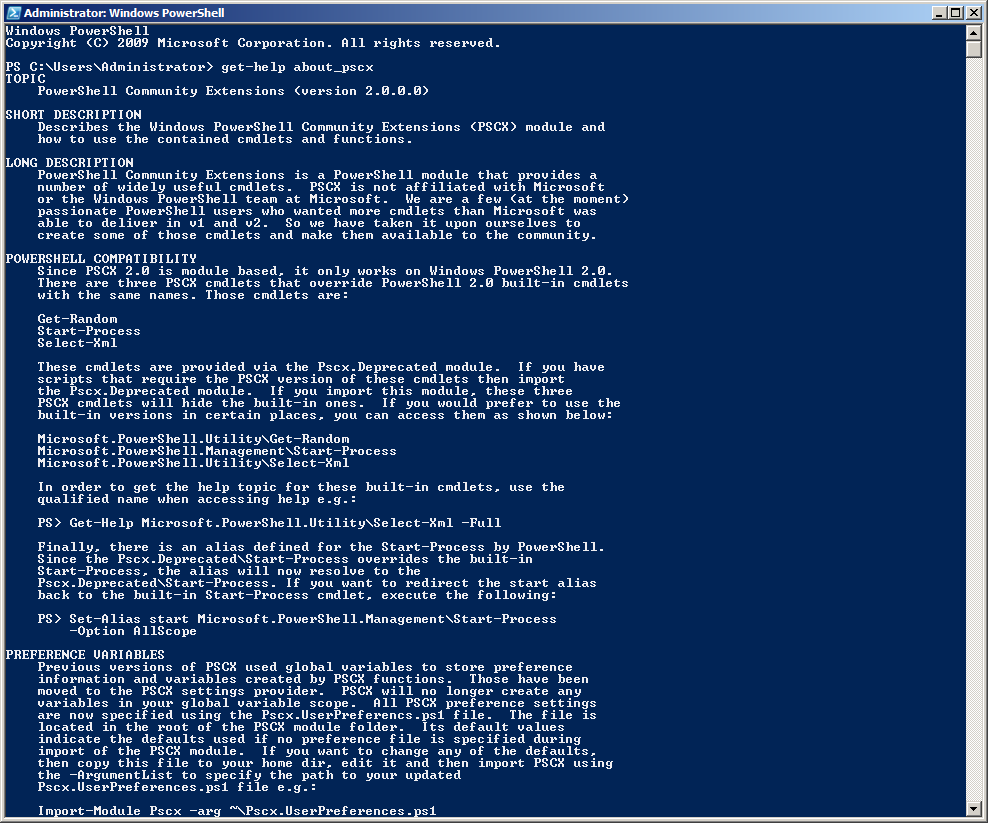 Administrator: Windows PowerShell
Windows PowerShell
Copyright (C) 2009 Microsoft Corporation. All rights reserved.
PS C:\Users\Administrator> get-help about_pscx
TOPIC
PowerShell Community Extensions (version 2.0.0.0)
SHORT DESCRIPTION
Describes the Windows PowerShell Community Extensions (PSCX) module and
how to use the contained cmdlets and functions.
LONG DESCRIPTION
PowerShell Community Extensions is a PowerShell module that provides a
number of widely useful cmdlets.  PSCX is not affiliated with Microsoft
or the Windows PowerShell team at Microsoft.  We are a few (at the moment)
passionate PowerShell users who wanted more cmdlets than Microsoft was
able to deliver in v1 and v2.  So we have taken it upon ourselves to
create some of those cmdlets and make them available to the community.
POWERSHELL COMPATIBILITY
Since PSCX 2.0 is module based, it only works on Windows PowerShell 2.0.
There are three PSCX cmdlets that override PowerShell 2.0 built-in cmdlets
with the same names. Those cmdlets are:
Get-Random
Start-Process
Select-Xml
These cmdlets are provided via the Pscx.Deprecated module.  If you have
scripts that require the PSCX version of these cmdlets then import
the Pscx.Deprecated module.  If you import this module, these three
PSCX cmdlets will hide the built-in ones.  If you would prefer to use the
built-in versions in certain places, you can access them as shown below:
Microsoft.PowerShell.Utility\Get-Random
Microsoft.PowerShell.Management\Start-Process
Microsoft.PowerShell.Utility\Select-Xml
In order to get the help topic for these built-in cmdlets, use the
qualified name when accessing help e.g.:
PS> Get-Help Microsoft.PowerShell.Utility\Select-Xml -Full
Finally, there is an alias defined for the Start-Process by PowerShell.
Since the Pscx.Deprecated\Start-Process overrides the built-in
Start-Process, the alias will now resolve to the
Pscx.Deprecated\Start-Process. If you want to redirect the start alias
back to the built-in Start-Process cmdlet, execute the following:
PS> Set-Alias start Microsoft.PowerShell.Management\Start-Process
-Option AllScope
PREFERENCE VARIABLES
Previous versions of PSCX used global variables to store preference
information and variables created by PSCX functions.  Those have been
moved to the PSCX settings provider.  PSCX will no longer create any
variables in your global variable scope.  All PSCX preference settings
are now specified using the Pscx.UserPreferencs.ps1 file.  The file is
located in the root of the PSCX module folder.  Its default values
indicate the defaults used if no preference file is specified during
import of the PSCX module.  If you want to change any of the defaults,
then copy this file to your home dir, edit it and then import PSCX using
the -ArgumentList to specify the path to your updated
Pscx.UserPreferences.ps1 file e.g.:
Import-Module Pscx -arg ~\Pscx.UserPreferences.ps1